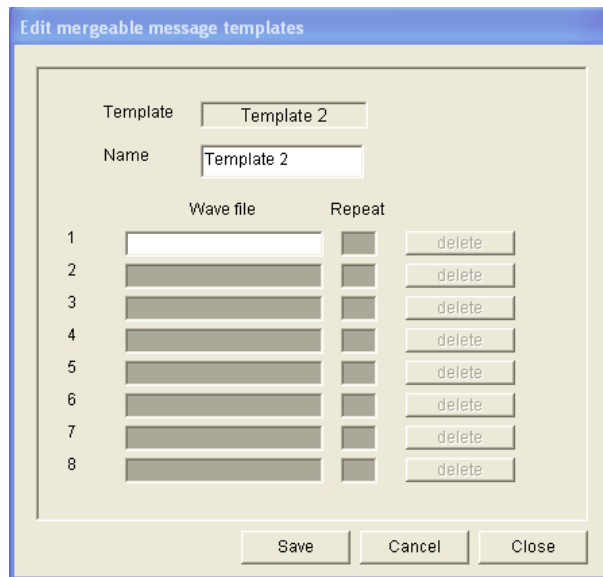 Edit mergeable message templates
Template Template 2
Name Template 2
Wave file Repeat
1 delete
2 delete
3 delete
4 delete
5 delete
6 delete
7 delete
8 delete
Save Cancel Close